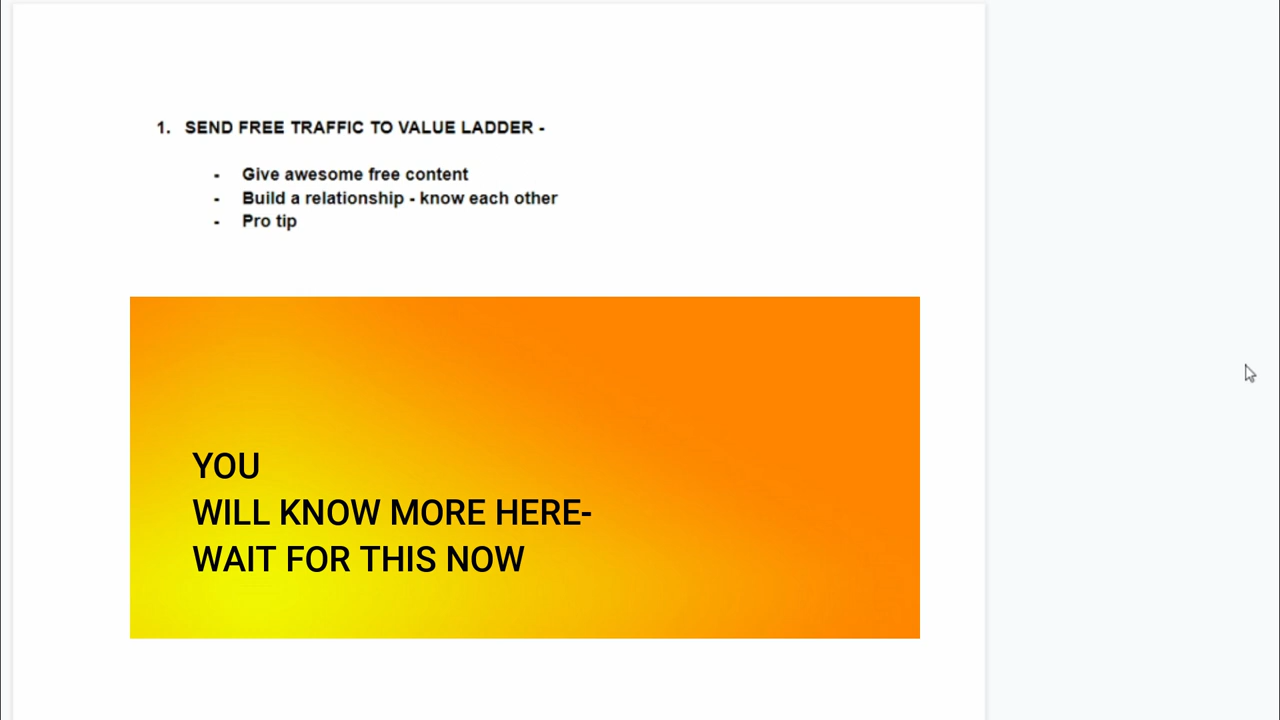 1. SEND FREE TRAFFIC TO VALUE LADDER -
- Give awesome free content
- Build a relationship - know each other
- Pro tip
YOU
WILL KNOW MORE HERE-
WAIT FOR THIS NOW